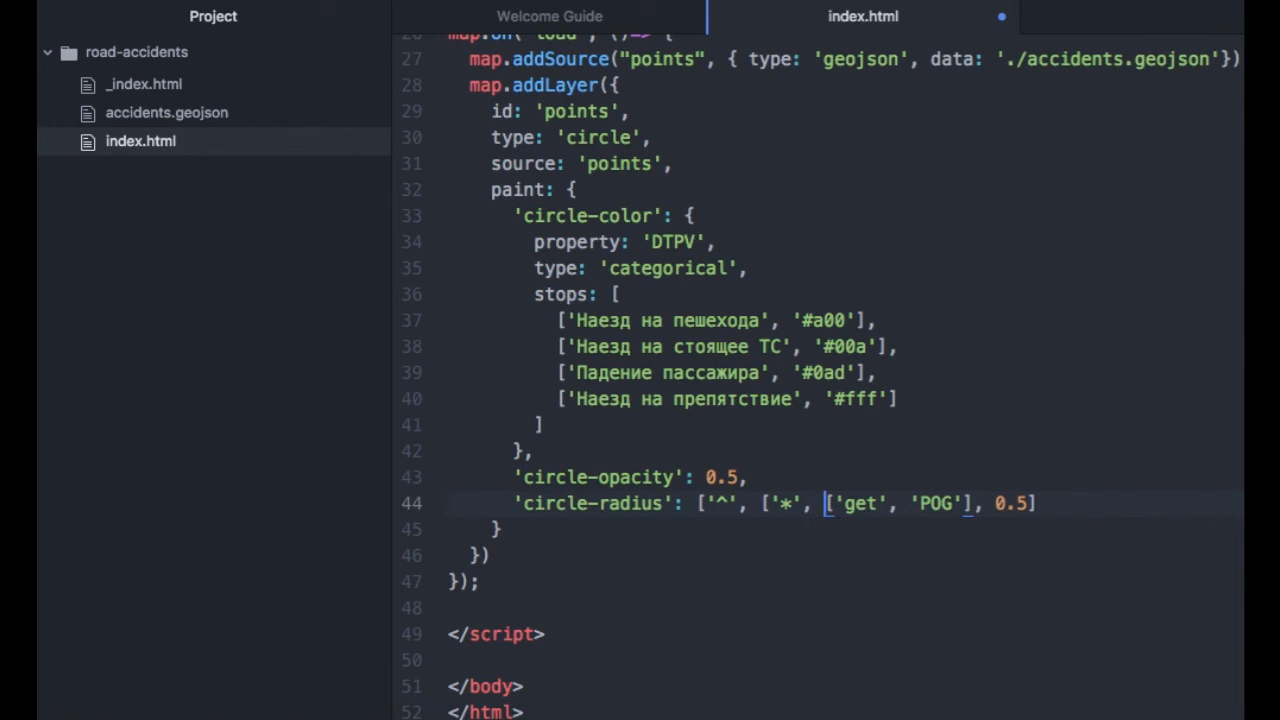 Project
Welcome Guide
index.html
road-accidents
_index.html
accidents.geojson
index.html
26 map.on("load", ()=> {
27 map.addSource("points", { type: 'geojson', data: './accidents.geojson'})
28 map.addLayer({
29 id: 'points',
30 type: 'circle',
31 source: 'points',
32 paint: {
33 'circle-color': {
34 property: 'DTPV',
35 type: 'categorical',
36 stops: [
37 ['Наезд на пешехода', '#a00'],
38 ['Наезд на стоящее ТС', '#00a'],
39 ['Падение пассажира', '#0ad'],
40 ['Наезд на препятствие', '#fff']
41 ]
42 },
43 'circle-opacity': 0.5,
44 'circle-radius': ['^', ['*', ['get', 'POG'], 0.5]
45 }
46 })
47 });
48
49 </script>
50
51 </body>
52 </html>